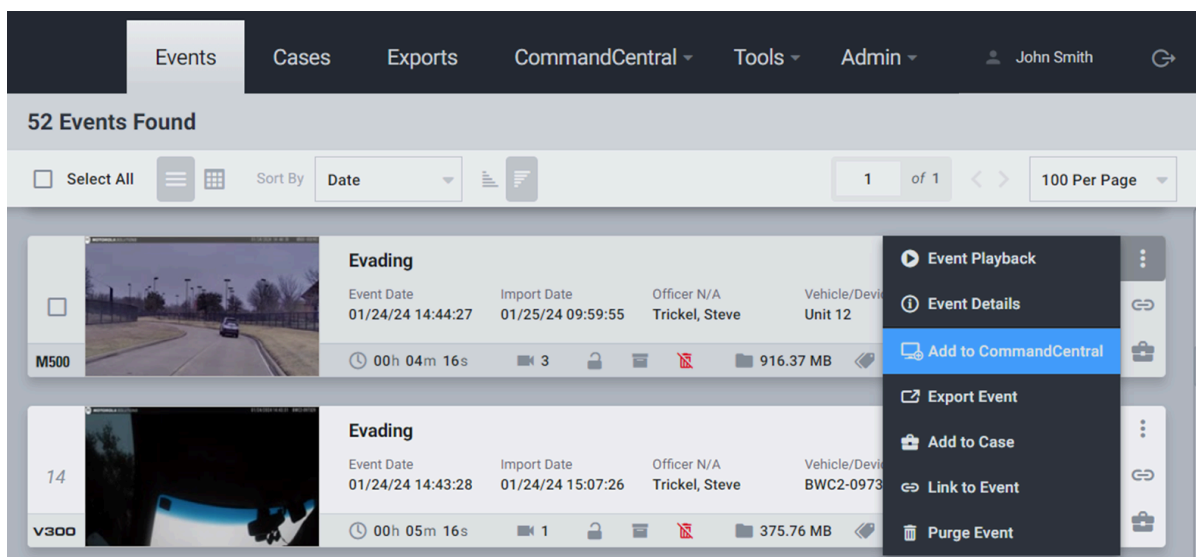 Events Cases Exports CommandCentral Tools Admin John Smith
52 Events Found
Select All Sort By Date 1 of 1 100 Per Page
Evading
Event Date Import Date Officer N/A Vehicle/Devi
01/24/24 14:44:27 01/25/24 09:59:55 Trickel, Steve Unit 12
M500 00h 04m 16s 3 916.37 MB
Event Playback
Event Details
Add to CommandCentral
Export Event
Add to Case
Link to Event
Purge Event
Evading
14
Event Date Import Date Officer N/A Vehicle/Devi
01/24/24 14:43:28 01/24/24 15:07:26 Trickel, Steve BWC2-0973
V300 00h 05m 16s 1 375.76 MB